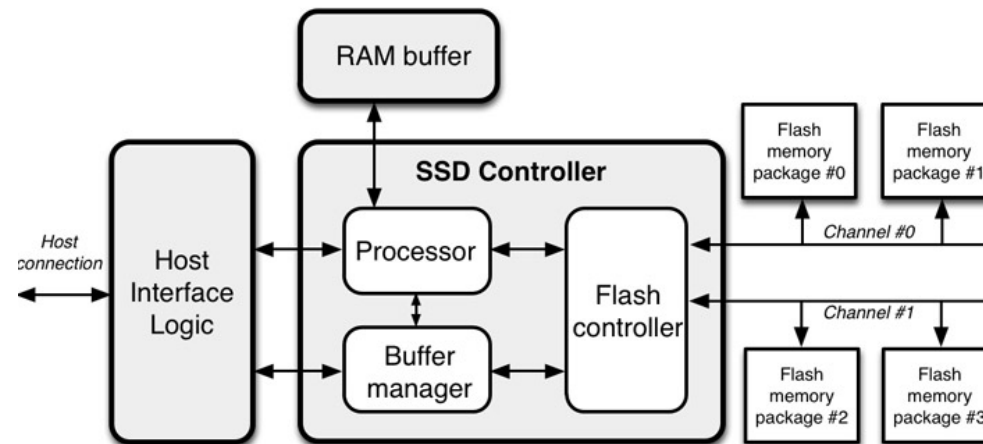 RAM buffer
SSD Controller
Host
connection
Host
Interface
Logic
Processor
Buffer
manager
Flash
controller
Flash
memory
package #0
Flash
memory
package #1
Channel #0
Channel #1
Flash
memory
package #2
Flash
memory
package #3